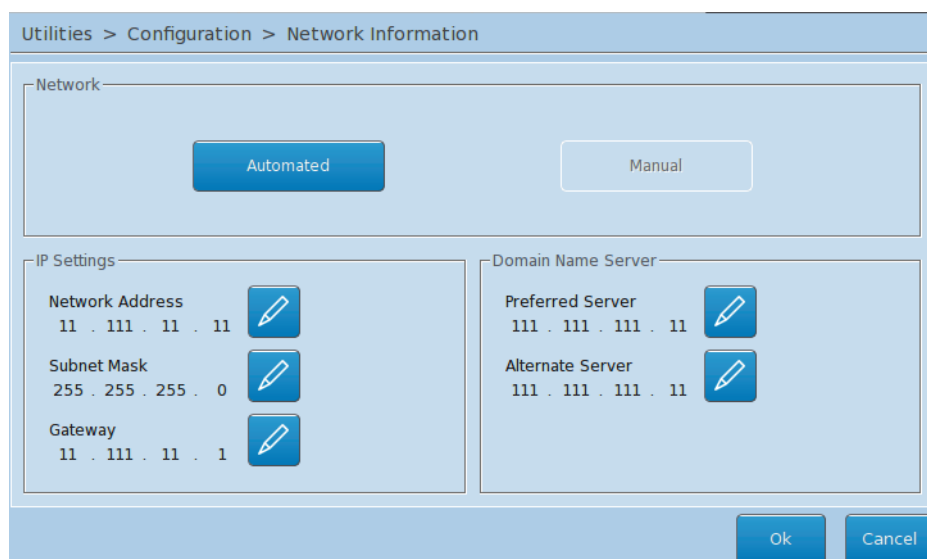 Utilities > Configuration > Network Information
Network
Automated
Manual
IP Settings
Network Address
11 . 111 . 11 . 11
Subnet Mask
255 . 255 . 255 . 0
Gateway
11 . 111 . 11 . 1
Domain Name Server
Preferred Server
111 . 111 . 111 . 11
Alternate Server
111 . 111 . 111 . 11
Ok
Cancel